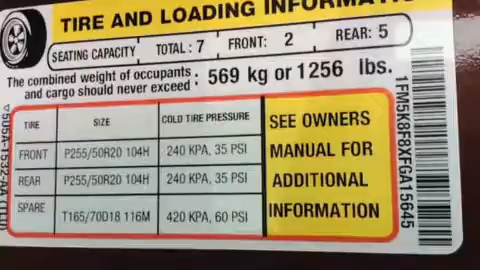 TIRE AND LOADING INFORMATI
SEATING CAPACITY TOTAL: 7 FRONT: 2 REAR: 5
The combined weight of occupants and cargo should never exceed : 569 kg or 1256 lbs.
TIRE SIZE COLD TIRE PRESSURE
FRONT P255/50R20 104H 240 KPA, 35 PSI
REAR P255/50R20 104H 240 KPA, 35 PSI
SPARE T165/70D18 116M 420 KPA, 60 PSI
SEE OWNERS
MANUAL FOR
ADDITIONAL
INFORMATION
1FM5K8F8XFGA15645